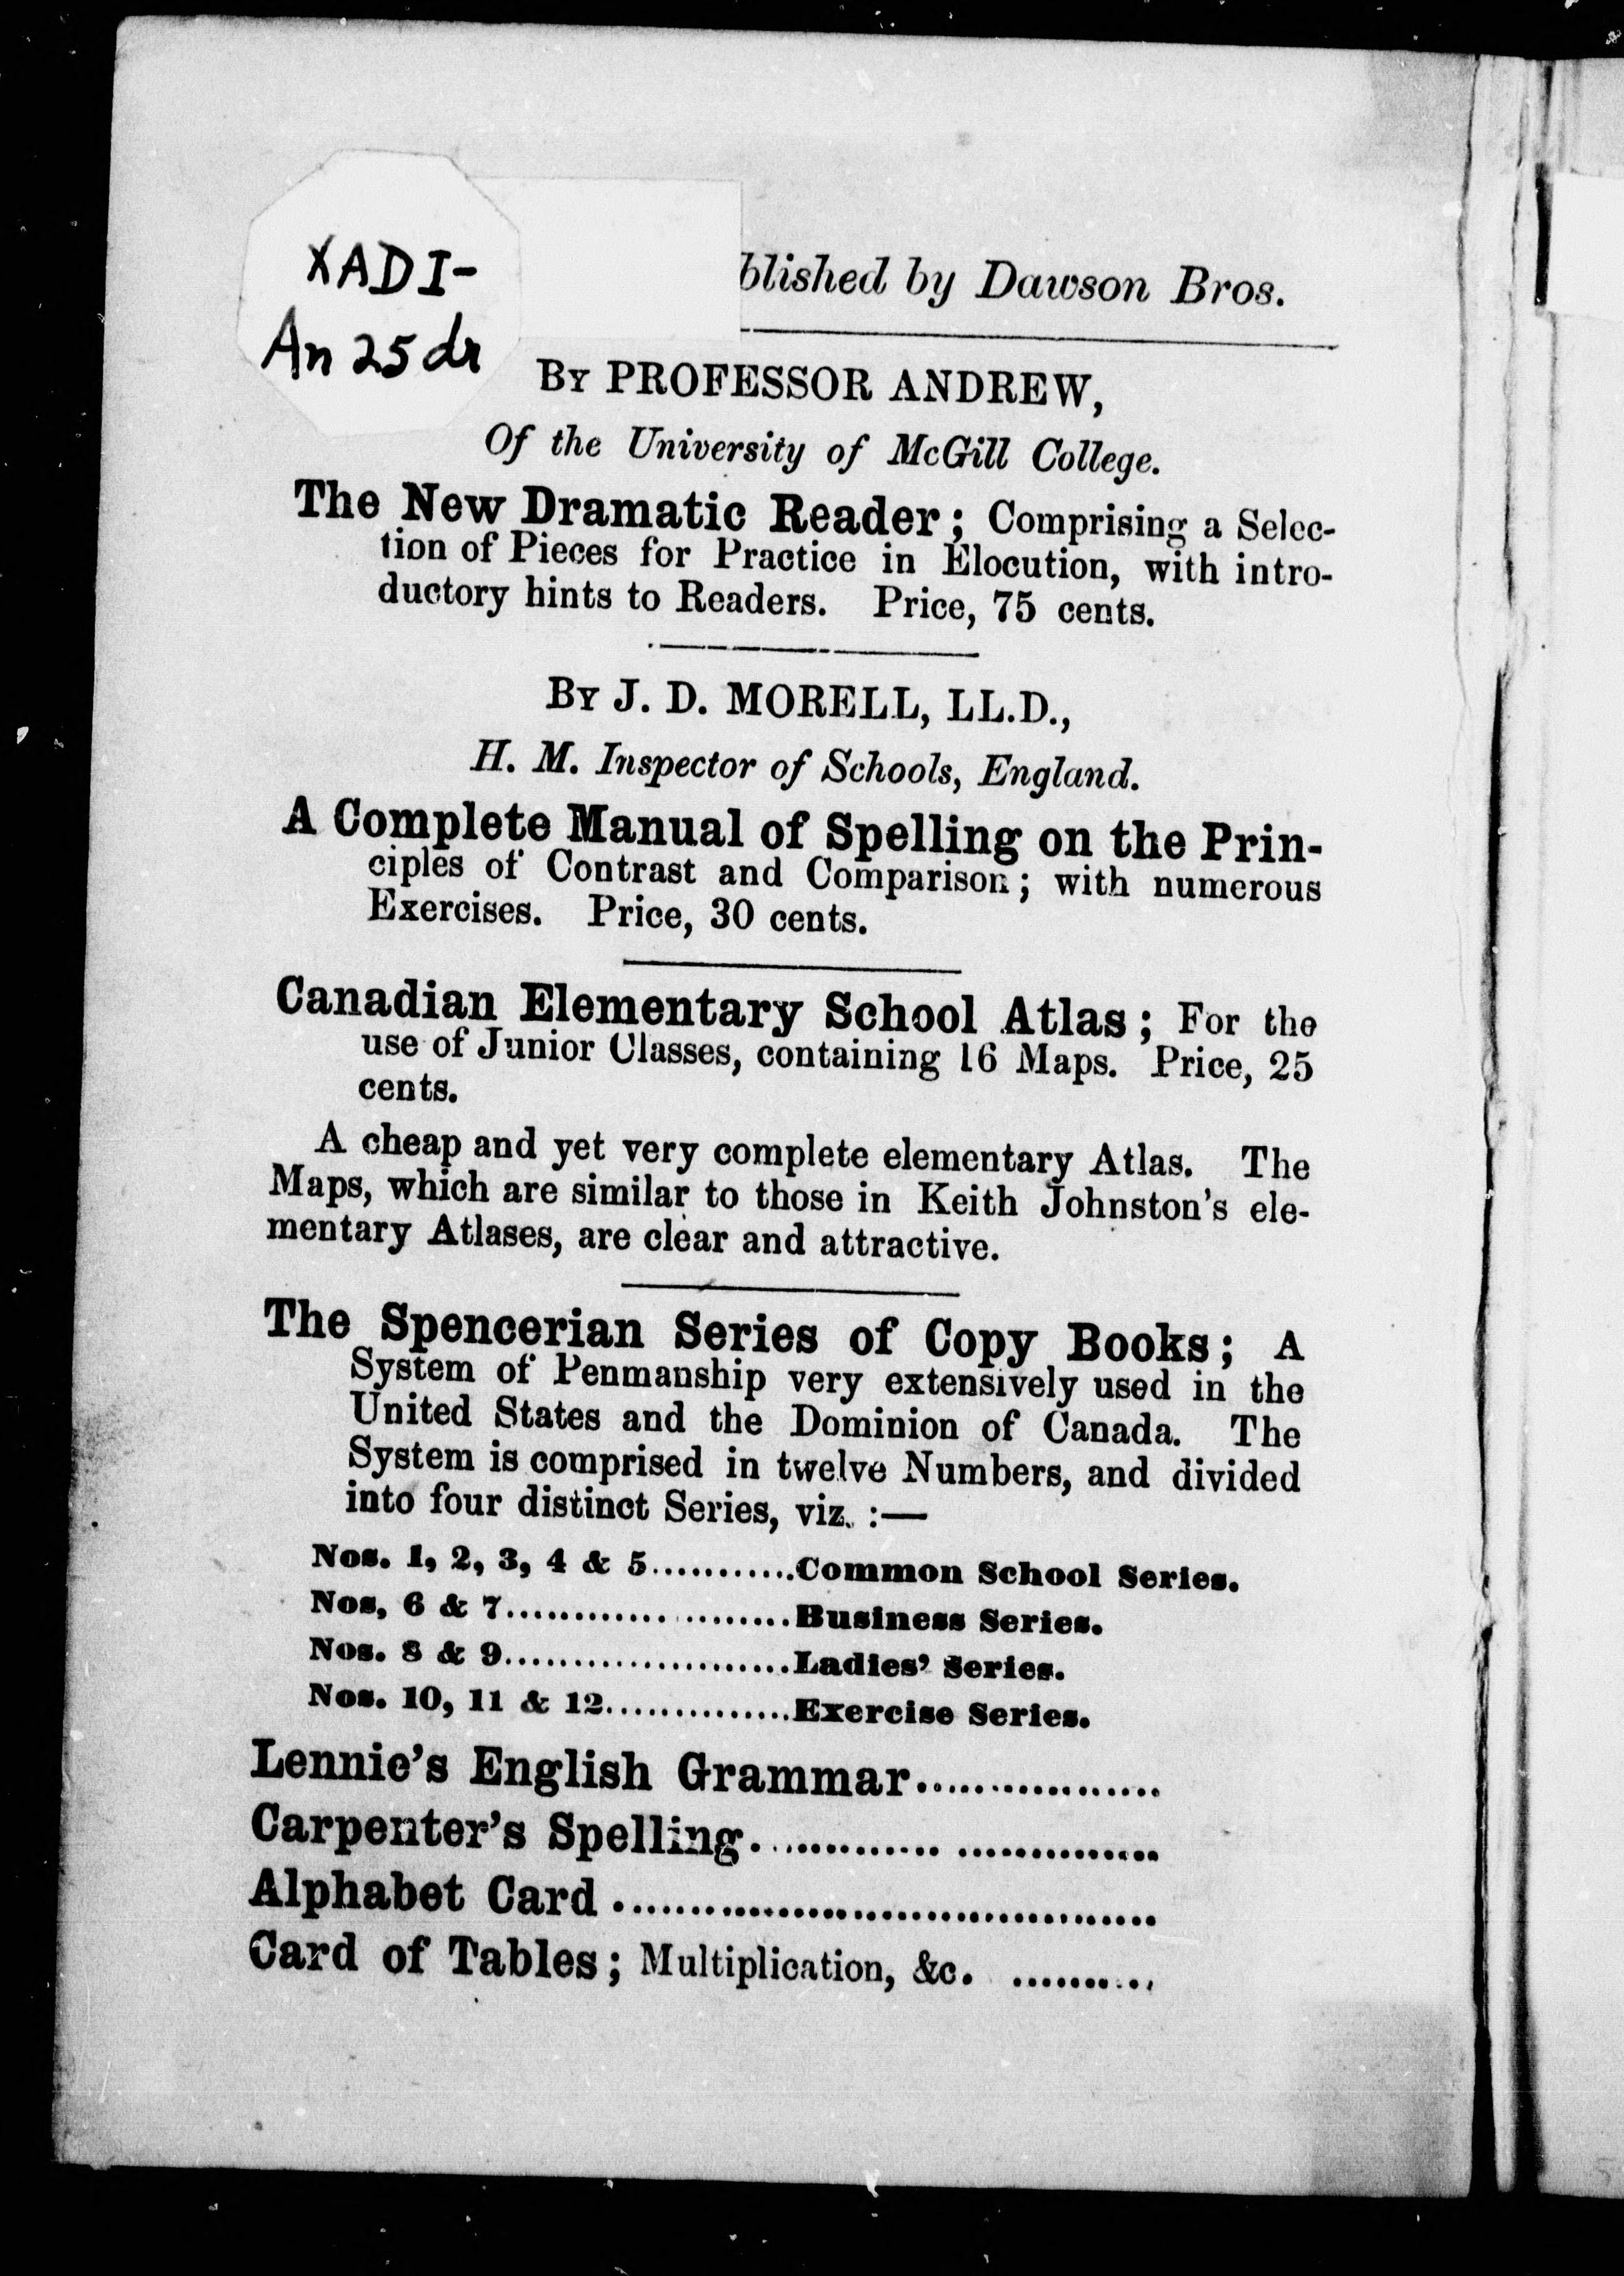 XADI-
An 25 dr
blished by Dawson Bros.
By PROFESSOR ANDREW,
Of the University of McGill College.
The New Dramatic Reader; Comprising a Selec-
tion of Pieces for Practice in Elocution, with intro-
ductory hints to Readers. Price, 75 cents.
By J. D. MORELL, LL.D.,
H. M. Inspector of Schools, England.
A Complete Manual of Spelling on the Prin-
ciples of Contrast and Comparison; with numerous
Exercises. Price, 30 cents.
Canadian Elementary School Atlas; For the
use of Junior Classes, containing 16 Maps. Price, 25
cents.
A cheap and yet very complete elementary Atlas. The
Maps, which are similar to those in Keith Johnston's ele-
mentary Atlases, are clear and attractive.
The Spencerian Series of Copy Books; A
System of Penmanship very extensively used in the
United States and the Dominion of Canada. The
System is comprised in twelve Numbers, and divided
into four distinct Series, viz. :—
Nos. 1, 2, 3, 4 & 5...........Common School Series.
Nos, 6 & 7......................Business Series.
Nos. 8 & 9......................Ladies' Series.
Nos. 10, 11 & 12...............Exercise Series.
Lennie's English Grammar.................
Carpenter's Spelling...........................
Alphabet Card ......................................
Card of Tables; Multiplication, &c. ..........